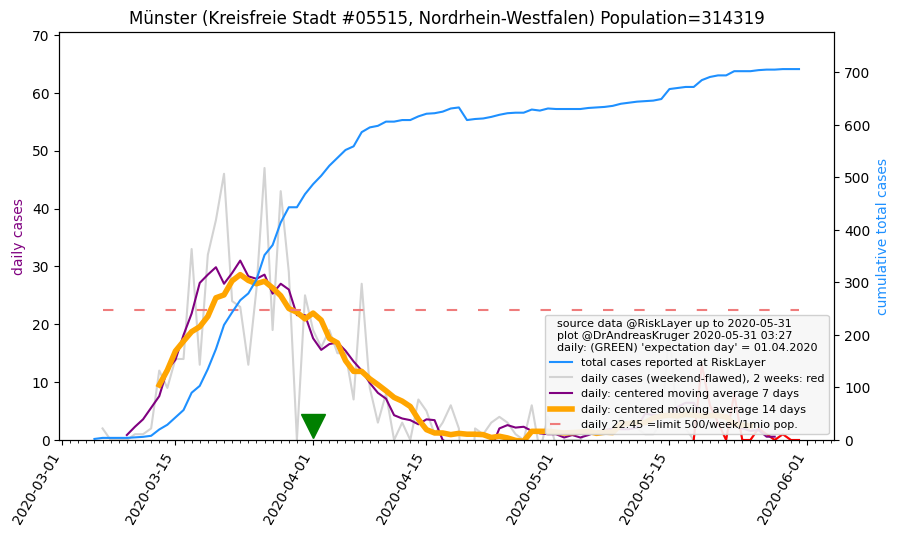 Münster (Kreisfreie Stadt #05515, Nordrhein-Westfalen) Population=314319
daily cases
70
60
50
40
30
20
10
0
700
600
500
400
300
200
100
0
cumulative total cases
source data @RiskLayer up to 2020-05-31
plot @DrAndreasKruger 2020-05-31 03:27
daily: (GREEN) 'expectation day' = 01.04.2020
total cases reported at RiskLayer
daily cases (weekend-flawed), 2 weeks: red
daily: centered moving average 7 days
daily: centered moving average 14 days
daily 22.45 =limit 500/week/1mio pop.
2020-03-01
2020-03-15
2020-04-01
2020-04-15
2020-05-01
2020-05-15
2020-06-01